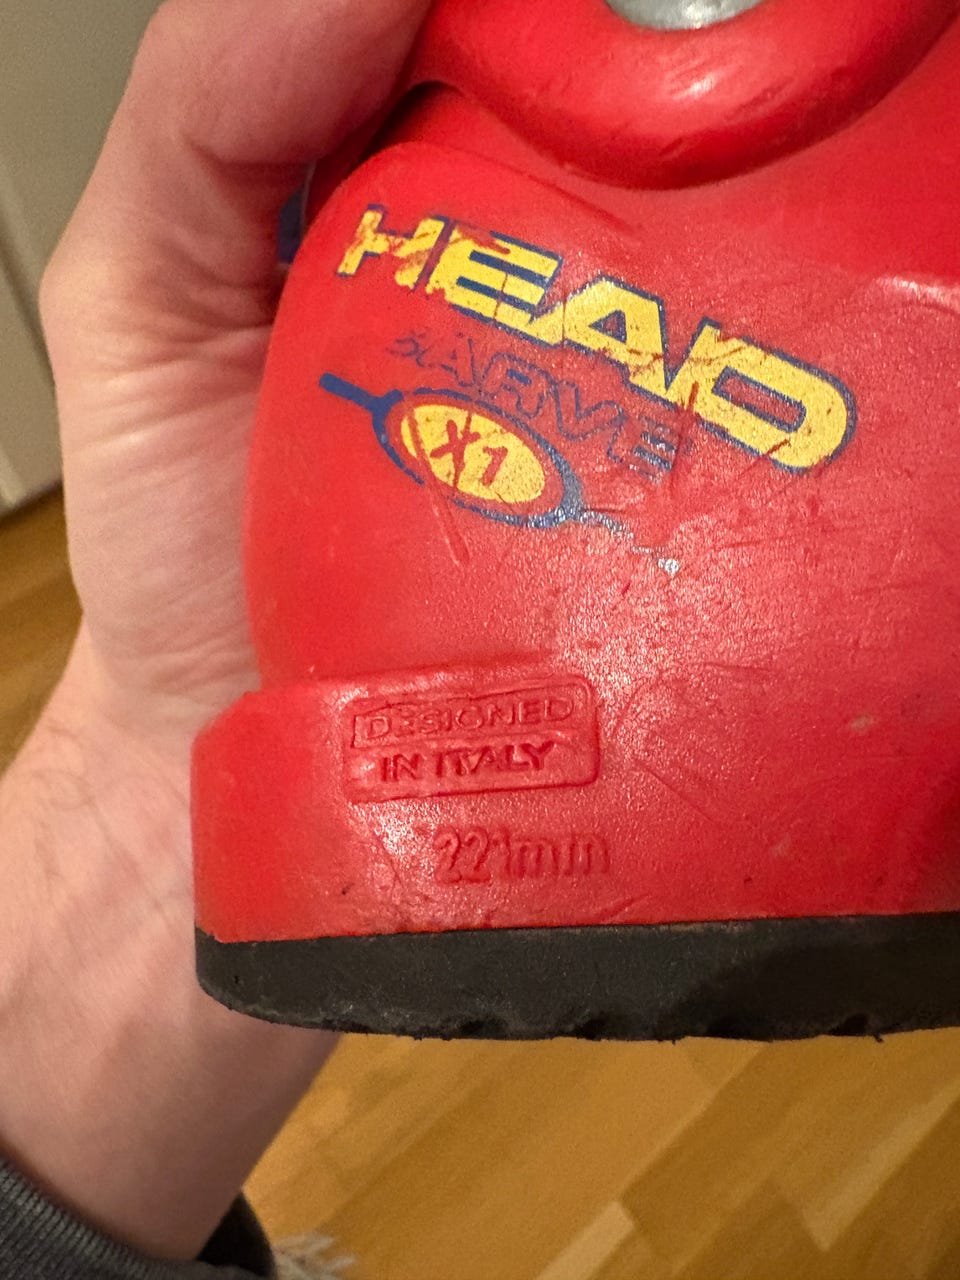 HEAD
CARVE
X1
DESIGNED
IN ITALY
221mm